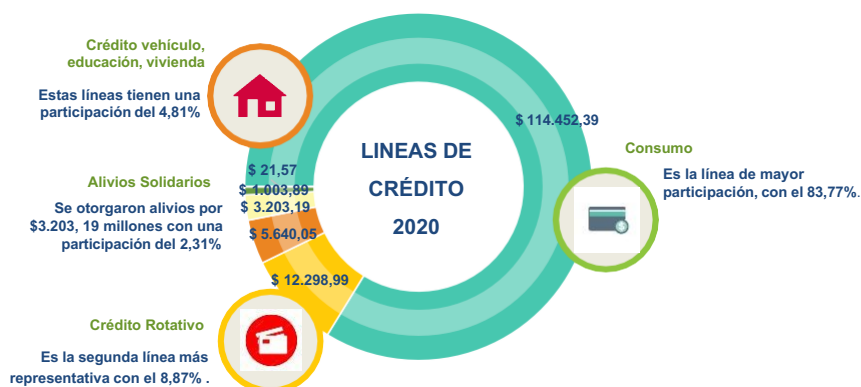 Crédito vehículo,
educación, vivienda
Estas líneas tienen una
participación del 4,81%
Alivios Solidarios
Se otorgaron alivios por
$3.203, 19 millones con una
participación del 2,31%
Crédito Rotativo
Es la segunda línea más
representativa con el 8,87% .
LINEAS DE
CRÉDITO
2020
$ 114.452,39
$ 21,57
$ 1.003,89
$ 3.203,19
$ 5.640,05
$ 12.298,99
Consumo
Es la línea de mayor
participación, con el 83,77%.